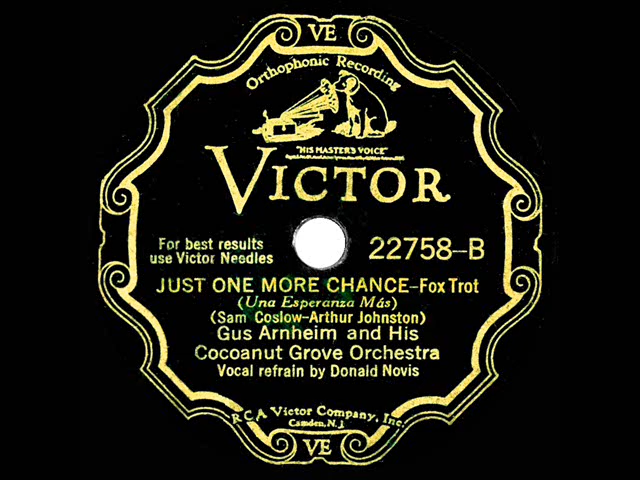 VE
Orthophonic Recording
"HIS MASTER'S VOICE"
VICTOR
For best results
use Victor Needles
22758-B
JUST ONE MORE CHANCE-Fox Trot
(Una Esperanza Más)
(Sam Coslow-Arthur Johnston)
Gus Arnheim and His
Cocoanut Grove Orchestra
Vocal refrain by Donald Novis
RCA Victor Company, Inc.
Camden, N.J.
VE